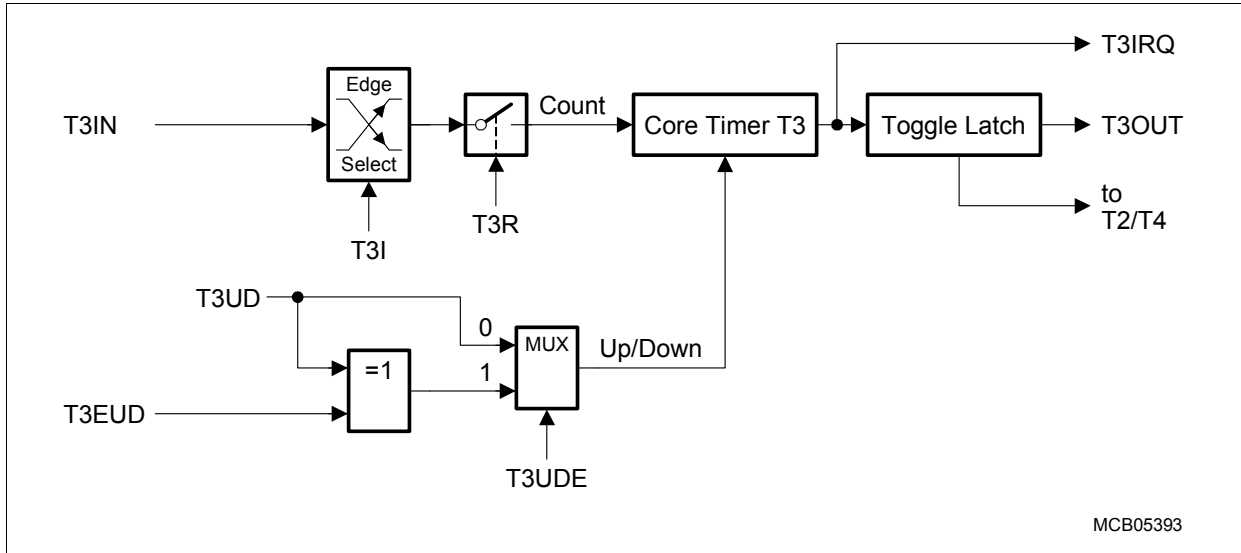 T3IRQ
Edge
Select
T3IN
Count
Core Timer T3
Toggle Latch
T3OUT
T3I
T3R
to
T2/T4
T3UD
0
MUX
Up/Down
=1
1
T3EUD
T3UDE
MCB05393